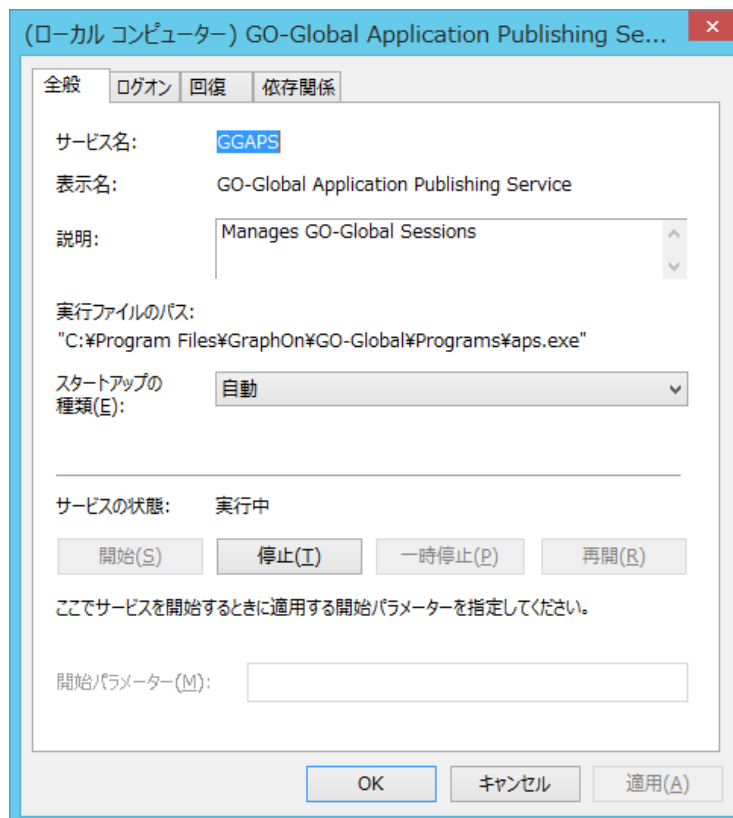 (ローカル コンピューター) GO-Global Application Publishing Se...
全般 ログオン 回復 依存関係
サービス名: GGAPS
表示名: GO-Global Application Publishing Service
説明: Manages GO-Global Sessions
実行ファイルのパス:
"C:¥Program Files¥GraphOn¥GO-Global¥Programs¥aps.exe"
スタートアップの
種類(E): 自動
サービスの状態: 実行中
開始(S) 停止(T) 一時停止(P) 再開(R)
ここでサービスを開始するときに適用する開始パラメーターを指定してください。
開始パラメーター(M):
OK キャンセル 適用(A)